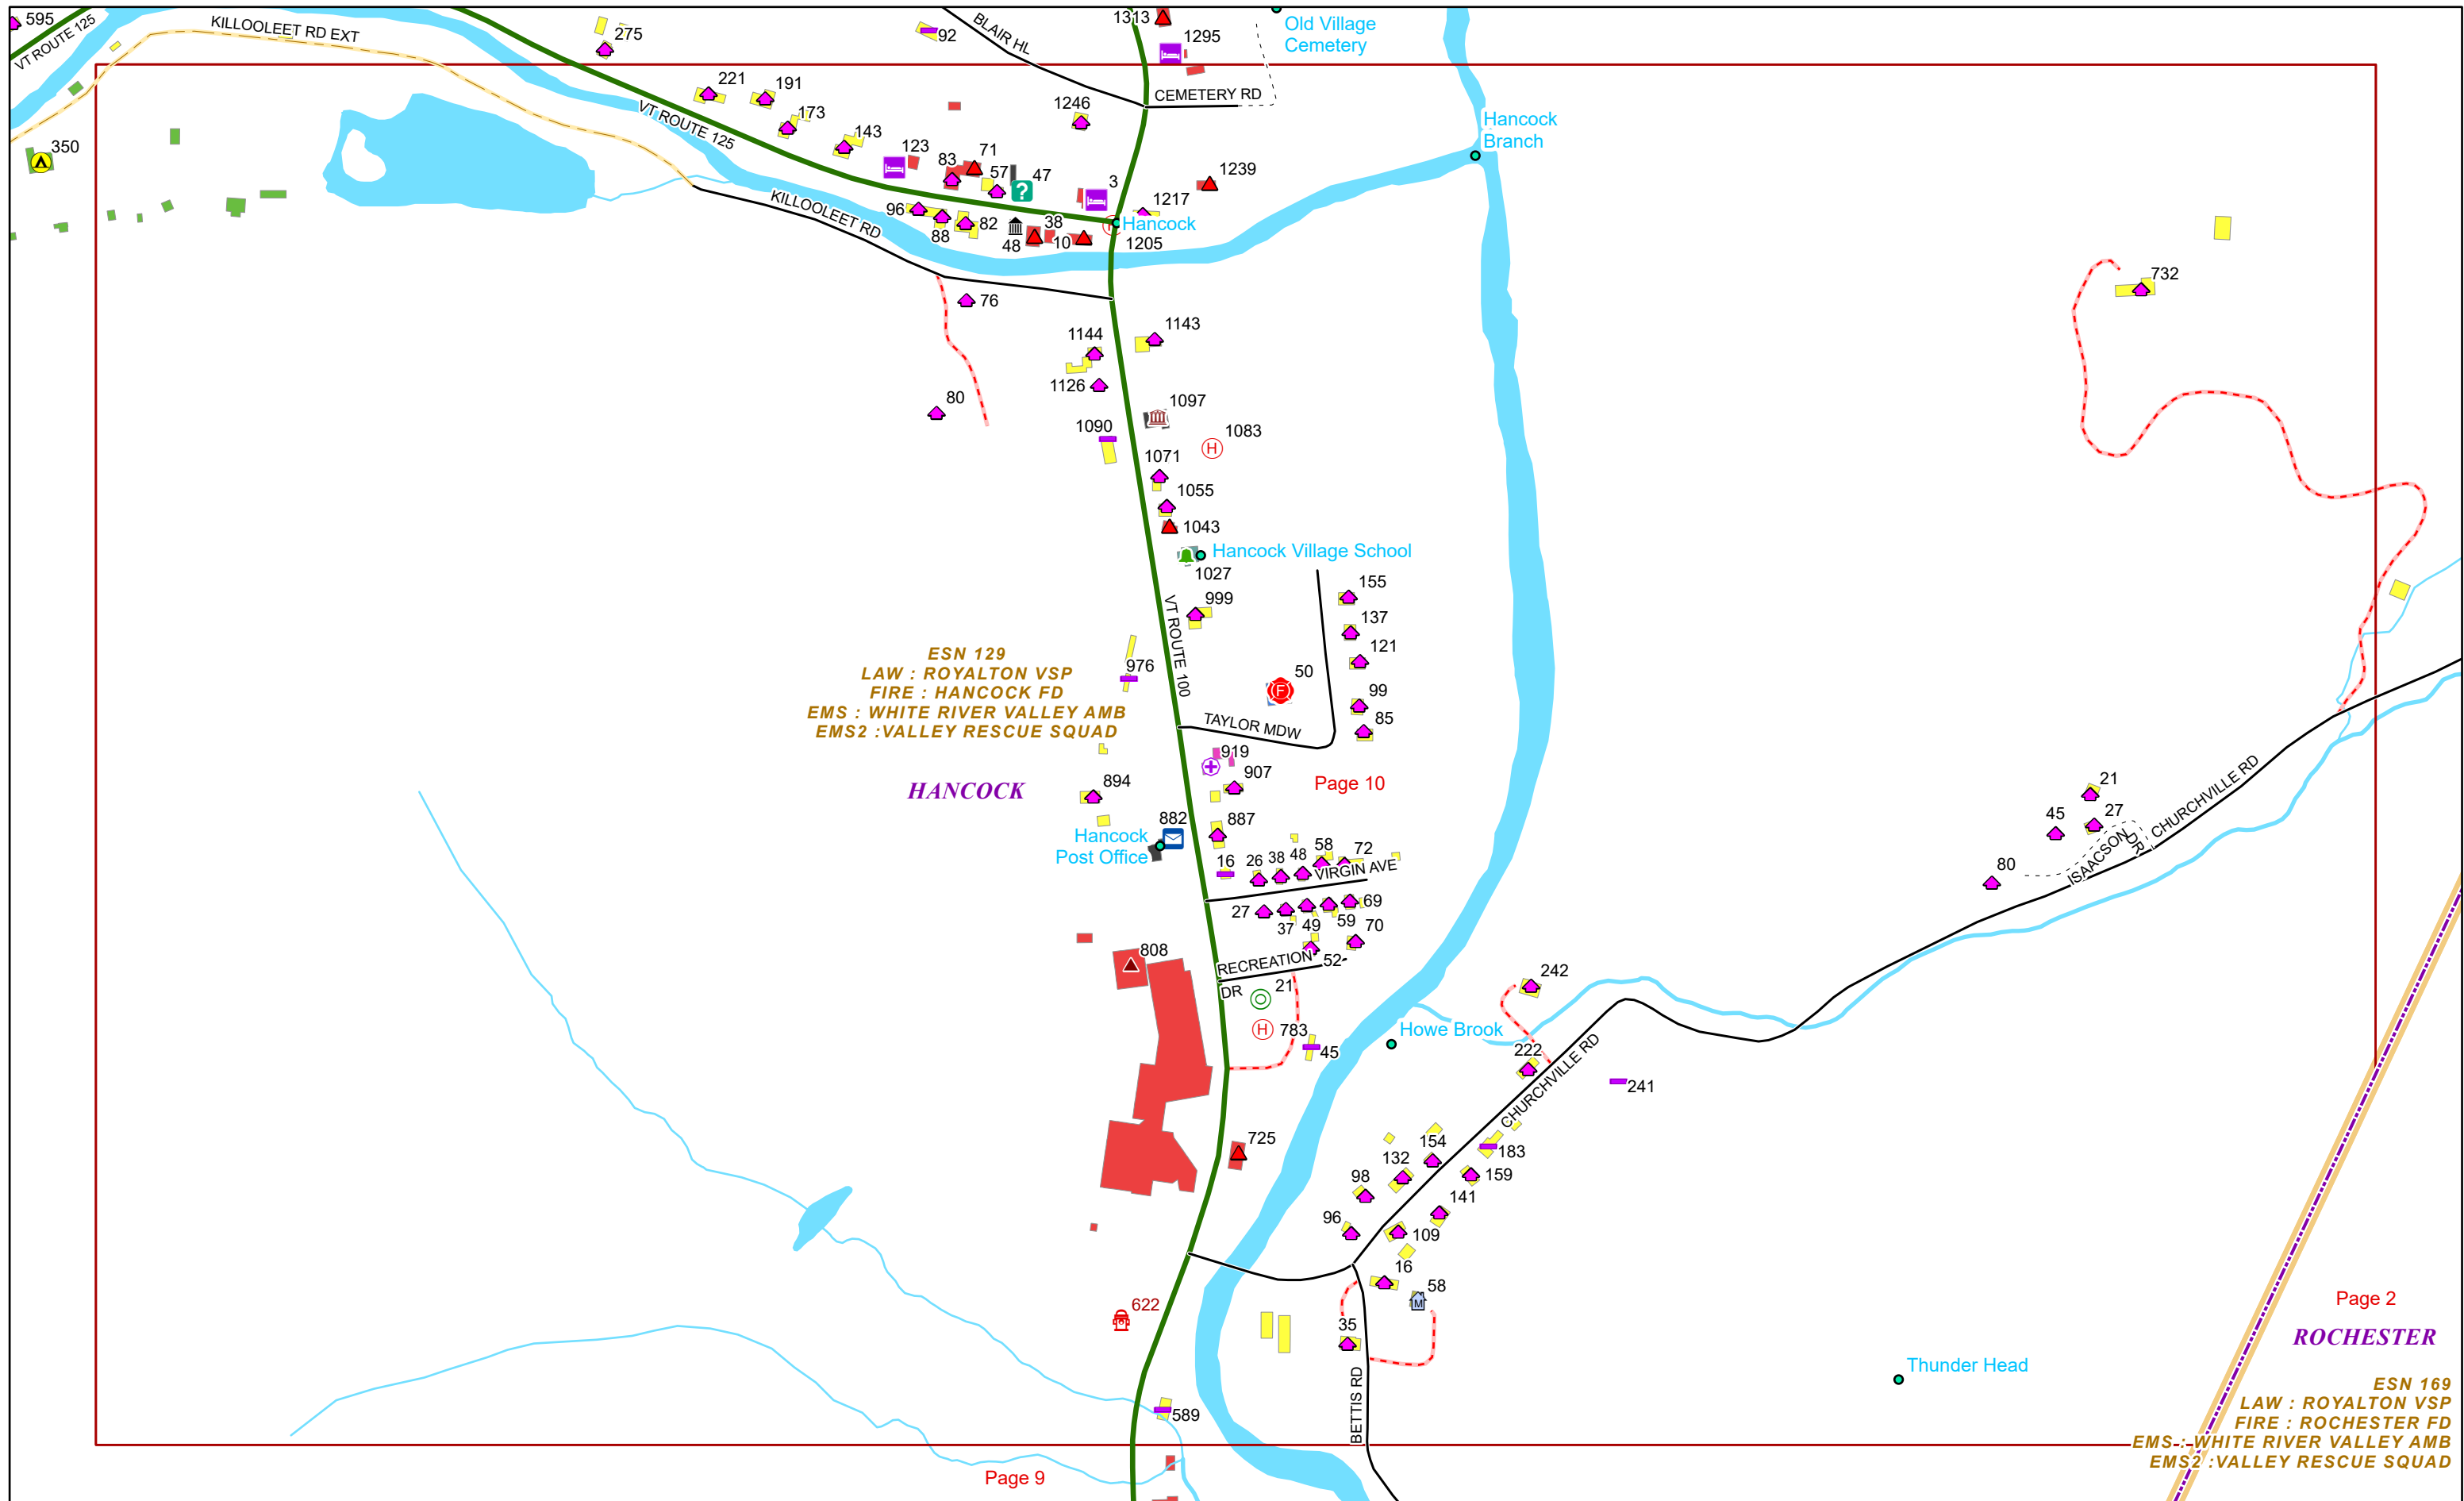 595
VT ROUTE 125
KILLOOLEET RD EXT
275
92
BLAIR HL
1313
1295
Old Village
Cemetery
350
221
191
173
143
VT ROUTE 125
1246
CEMETERY RD
Hancock
Branch
123
83
71
57
47
?
3
1239
1217
KILLOOLEET RD
96
88
82
48
38
10
Hancock
1205
76
732
1144
1143
1126
80
1097
1090
1083
H
1071
1055
1043
Hancock Village School
1027
155
999
137
121
VT ROUTE 100
ESN 129
LAW : ROYALTON VSP
FIRE : HANCOCK FD
EMS : WHITE RIVER VALLEY AMB
EMS2 :VALLEY RESCUE SQUAD
976
50
F
99
85
TAYLOR MDW
919
907
Page 10
HANCOCK
894
882
Hancock
Post Office
887
21
27
45
80
ISAACSON DR
CHURCHVILLE RD
16
26
38
48
58
72
VIRGIN AVE
27
37
49
59
69
70
52
RECREATION DR
808
21
H
783
45
242
Howe Brook
222
CHURCHVILLE RD
241
725
154
183
132
159
98
141
96
109
16
58
M
622
35
Page 2
ROCHESTER
Thunder Head
BETTIS RD
589
ESN 169
LAW : ROYALTON VSP
FIRE : ROCHESTER FD
EMS : WHITE RIVER VALLEY AMB
EMS2 :VALLEY RESCUE SQUAD
Page 9